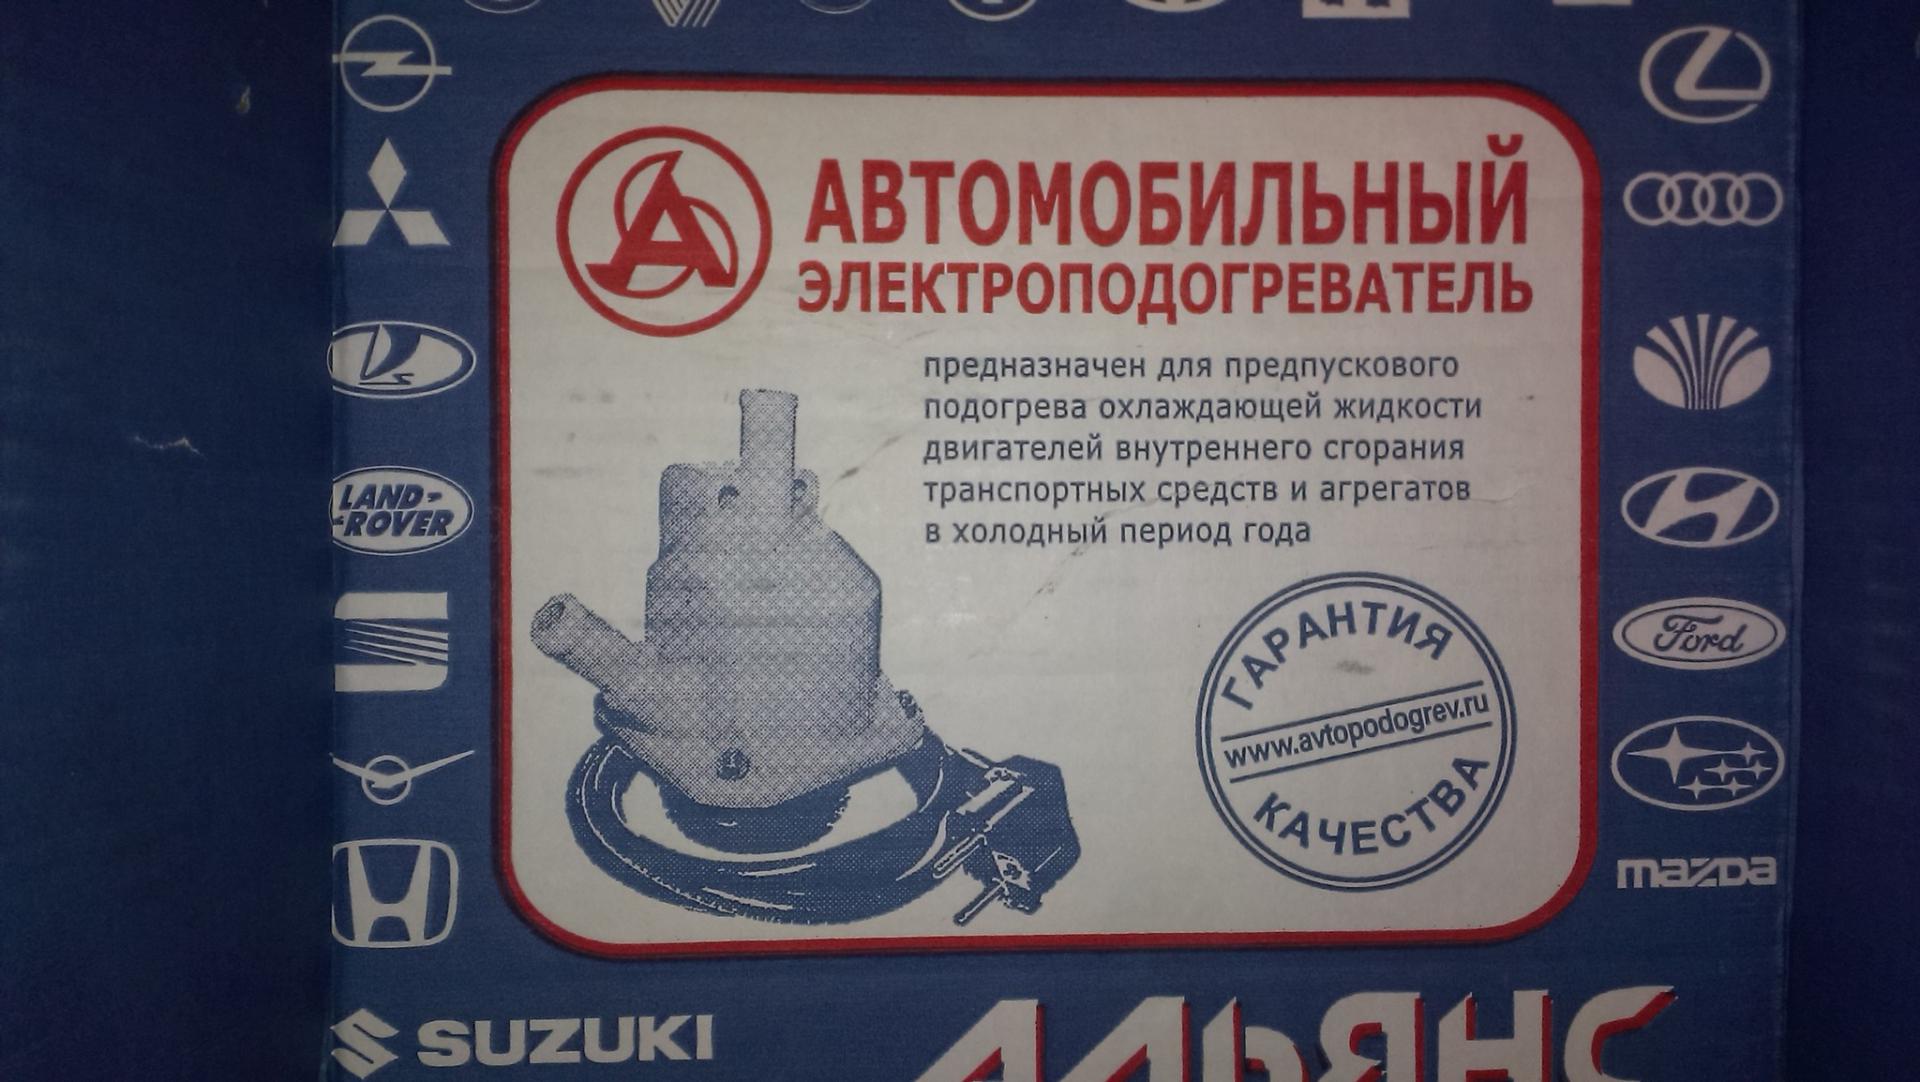 АВТОМОБИЛЬНЫЙ
ЭЛЕКТРОПОДОГРЕВАТЕЛЬ
предназначен для предпускового
подогрева охлаждающей жидкости
двигателей внутреннего сгорания
транспортных средств и агрегатов
в холодный период года
LAND-
-ROVER
Ford
ГАРАНТИЯ
www.avtopodogrev.ru
КАЧЕСТВА
mazda
SUZUKI
АЛЬЯНС